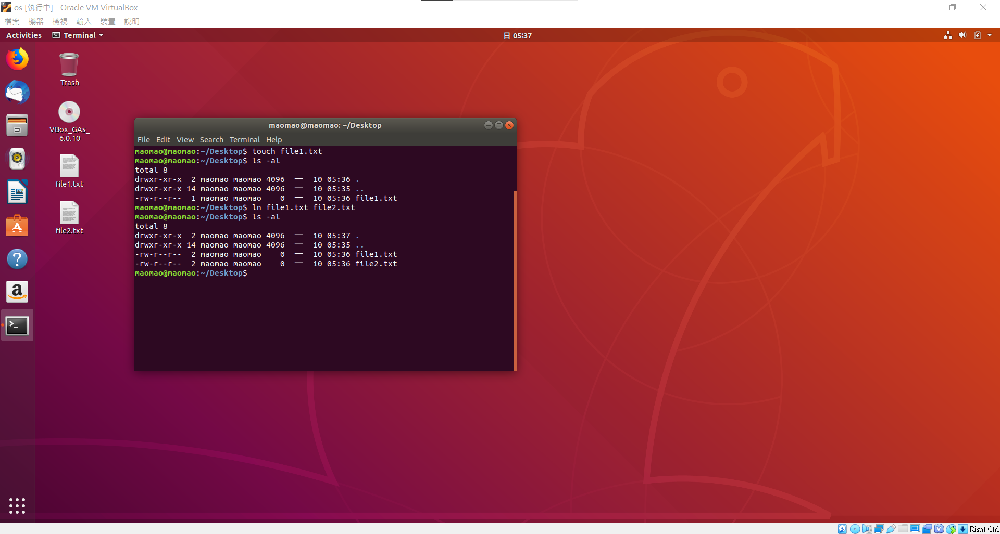 os [執行中] - Oracle VM VirtualBox
檔案 機器 檢視 輸入 裝置 說明
Activities Terminal 日 05:37
Trash
VBox_GAs_
6.0.10
file1.txt
file2.txt
maomao@maomao: ~/Desktop
File Edit View Search Terminal Help
maomao@maomao:~/Desktop$ touch file1.txt
maomao@maomao:~/Desktop$ ls -al
total 8
drwxr-xr-x  2 maomao maomao 4096  一  10 05:36 .
drwxr-xr-x 14 maomao maomao 4096  一  10 05:35 ..
-rw-r--r--  1 maomao maomao    0  一  10 05:36 file1.txt
maomao@maomao:~/Desktop$ ln file1.txt file2.txt
maomao@maomao:~/Desktop$ ls -al
total 8
drwxr-xr-x  2 maomao maomao 4096  一  10 05:37 .
drwxr-xr-x 14 maomao maomao 4096  一  10 05:35 ..
-rw-r--r--  2 maomao maomao    0  一  10 05:36 file1.txt
-rw-r--r--  2 maomao maomao    0  一  10 05:36 file2.txt
maomao@maomao:~/Desktop$
Right Ctrl